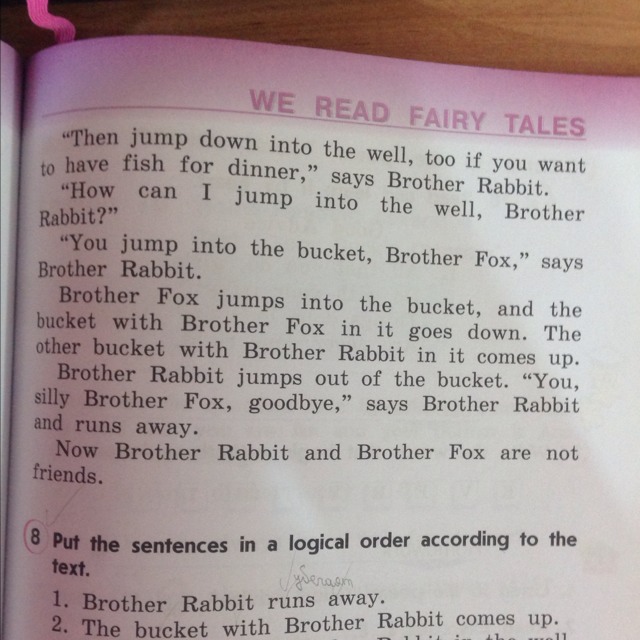 WE READ FAIRY TALES
“Then jump down into the well, too if you want
to have fish for dinner,” says Brother Rabbit.
“How can I jump into the well, Brother
Rabbit?”
“You jump into the bucket, Brother Fox,” says
Brother Rabbit.
Brother Fox jumps into the bucket, and the
bucket with Brother Fox in it goes down. The
other bucket with Brother Rabbit in it comes up.
Brother Rabbit jumps out of the bucket. “You,
silly Brother Fox, goodbye,” says Brother Rabbit
and runs away.
Now Brother Rabbit and Brother Fox are not
friends.
8 Put the sentences in a logical order according to the
text.
1. Brother Rabbit runs away.
2. The bucket with Brother Rabbit comes up.